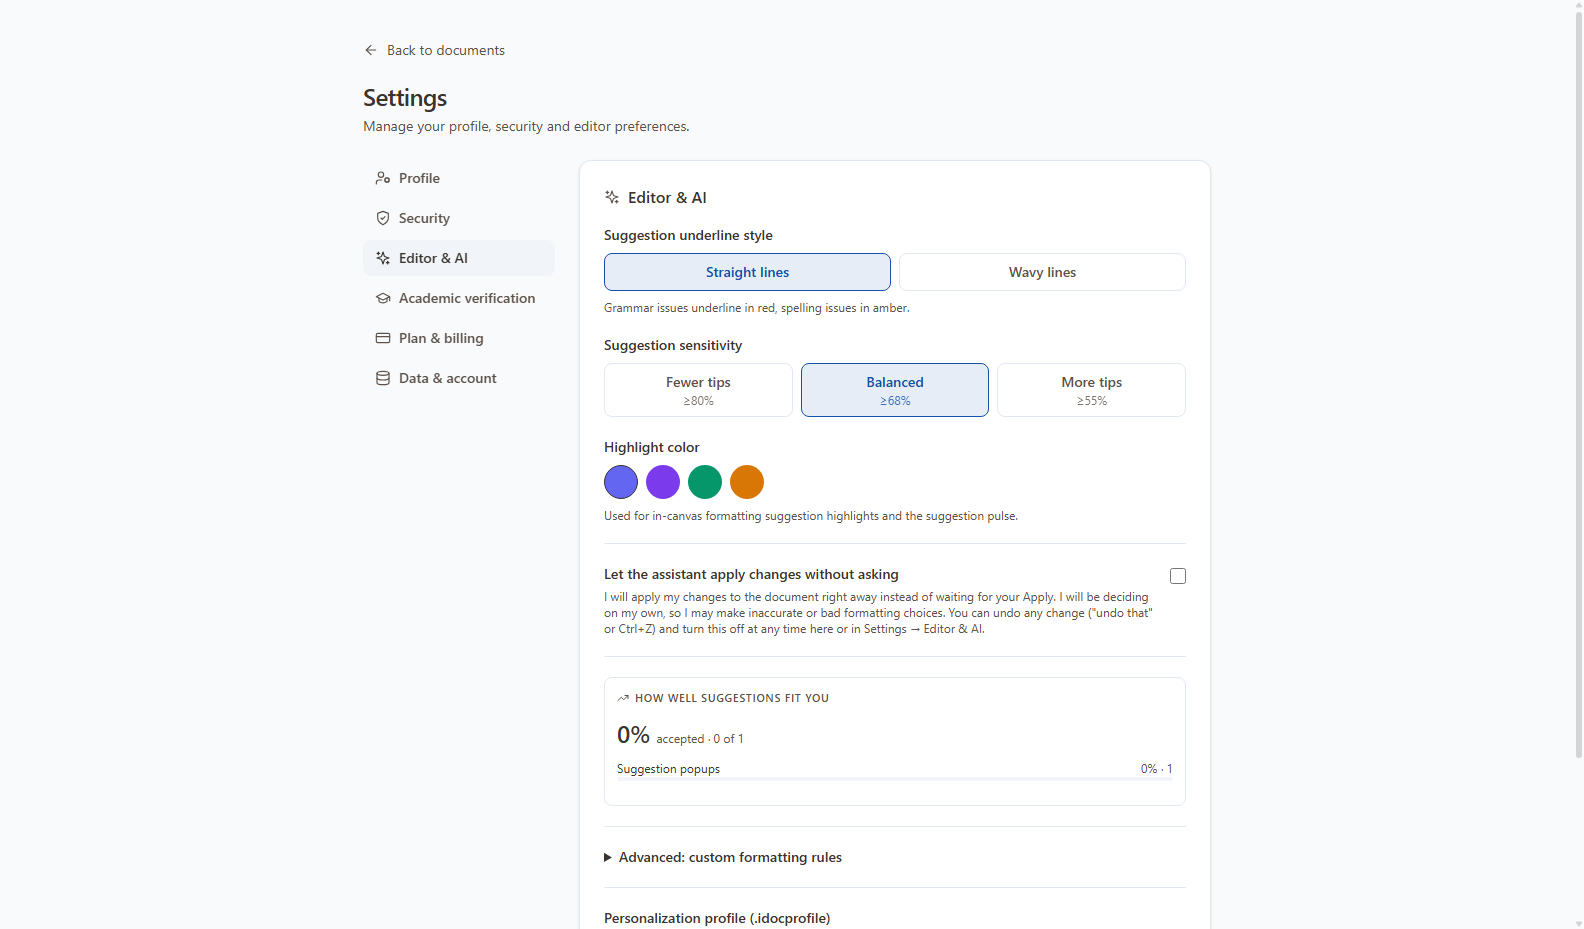 Back to documents
Settings
Manage your profile, security and editor preferences.
Profile
Security
Editor & AI
Academic verification
Plan & billing
Data & account
Editor & AI
Suggestion underline style
Straight lines
Wavy lines
Grammar issues underline in red, spelling issues in amber.
Suggestion sensitivity
Fewer tips
≥80%
Balanced
≥68%
More tips
≥55%
Highlight color
Used for in-canvas formatting suggestion highlights and the suggestion pulse.
Let the assistant apply changes without asking
I will apply my changes to the document right away instead of waiting for your Apply. I will be deciding
on my own, so I may make inaccurate or bad formatting choices. You can undo any change ("undo that"
or Ctrl+Z) and turn this off at any time here or in Settings → Editor & AI.
HOW WELL SUGGESTIONS FIT YOU
0% accepted · 0 of 1
Suggestion popups 0% · 1
Advanced: custom formatting rules
Personalization profile (.idocprofile)